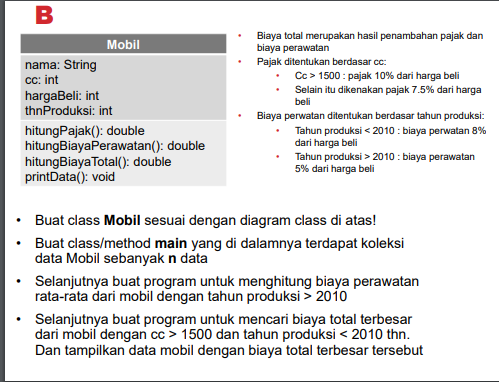 B
Mobil
nama: String
cc: int
hargaBeli: int
thnProduksi: int
hitungPajak(): double
hitungBiayaPerawatan(): double
hitungBiayaTotal(): double
printData(): void
• Biaya total merupakan hasil penambahan pajak dan
biaya perawatan
• Pajak ditentukan berdasar cc:
• Cc > 1500 : pajak 10% dari harga beli
• Selain itu dikenakan pajak 7.5% dari harga
beli
• Biaya perwatan ditentukan berdasar tahun produksi:
• Tahun produksi < 2010 : biaya perwatan 8%
dari harga beli
• Tahun produksi > 2010 : biaya perawatan
5% dari harga beli
• Buat class Mobil sesuai dengan diagram class di atas!
• Buat class/method main yang di dalamnya terdapat koleksi
data Mobil sebanyak n data
• Selanjutnya buat program untuk menghitung biaya perawatan
rata-rata dari mobil dengan tahun produksi > 2010
• Selanjutnya buat program untuk mencari biaya total terbesar
dari mobil dengan cc > 1500 dan tahun produksi < 2010 thn.
Dan tampilkan data mobil dengan biaya total terbesar tersebut